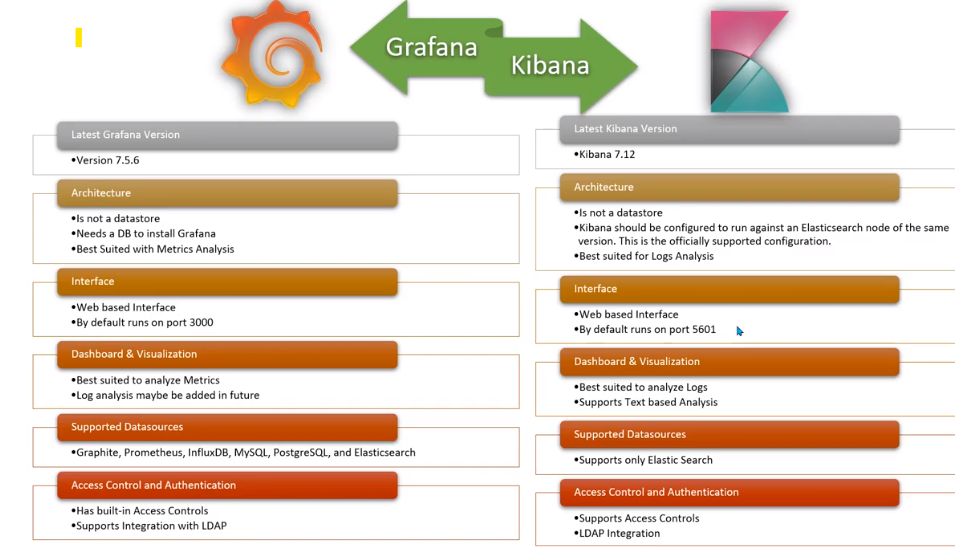 Grafana
Kibana
Latest Grafana Version
•Version 7.5.6
Architecture
•Is not a datastore
•Needs a DB to install Grafana
•Best Suited with Metrics Analysis
Interface
•Web based Interface
•By default runs on port 3000
Dashboard & Visualization
•Best suited to analyze Metrics
•Log analysis maybe be added in future
Supported Datasources
•Graphite, Prometheus, InfluxDB, MySQL, PostgreSQL, and Elasticsearch
Access Control and Authentication
•Has built-in Access Controls
•Supports Integration with LDAP
Latest Kibana Version
•Kibana 7.12
Architecture
•Is not a datastore
•Kibana should be configured to run against an Elasticsearch node of the same
version. This is the officially supported configuration.
•Best suited for Logs Analysis
Interface
•Web based Interface
•By default runs on port 5601
Dashboard & Visualization
•Best suited to analyze Logs
•Supports Text based Analysis
Supported Datasources
•Supports only Elastic Search
Access Control and Authentication
•Supports Access Controls
•LDAP Integration